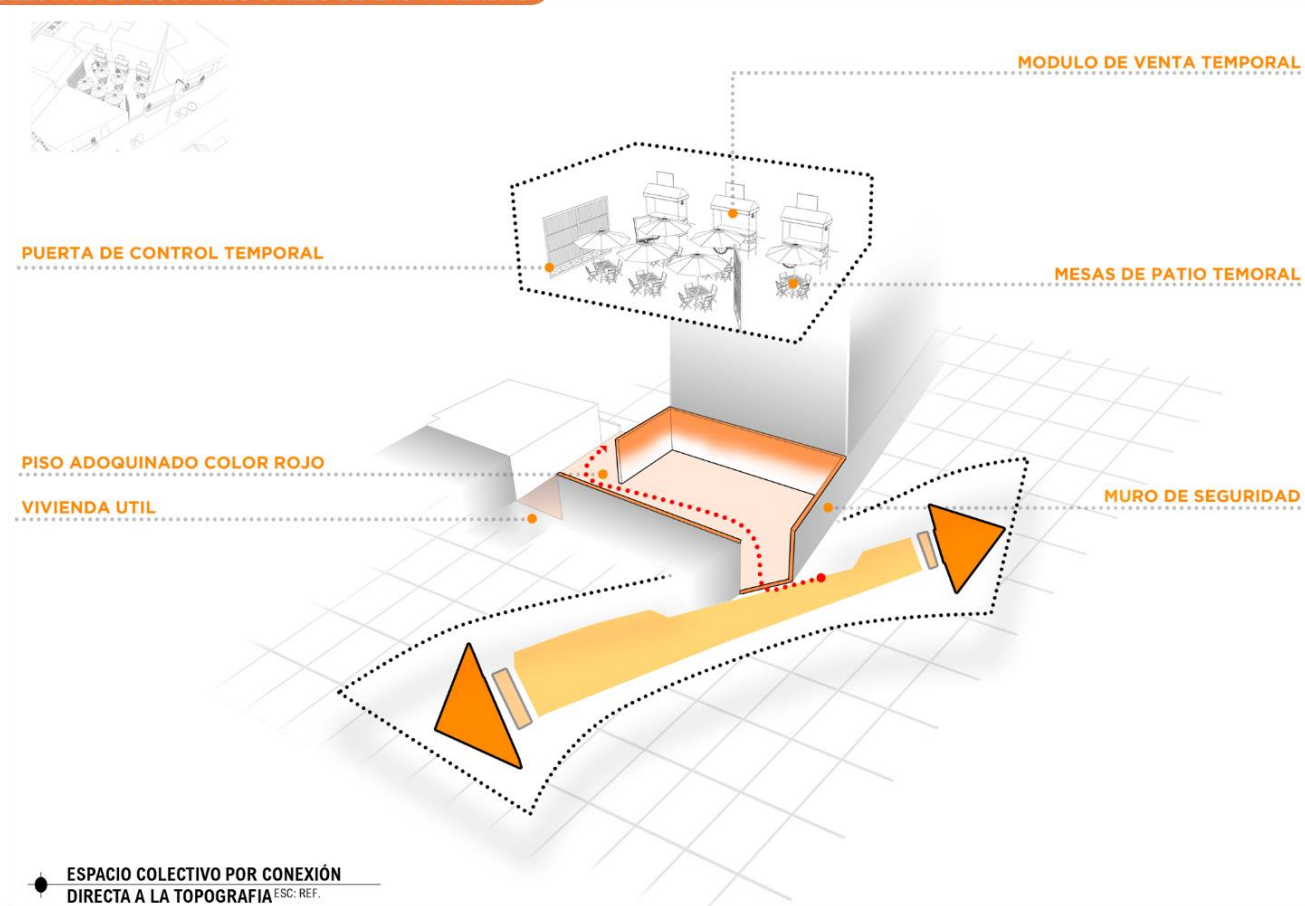 MODULO DE VENTA TEMPORAL
PUERTA DE CONTROL TEMPORAL
MESAS DE PATIO TEMORAL
PISO ADOQUINADO COLOR ROJO
VIVIENDA UTIL
MURO DE SEGURIDAD
ESPACIO COLECTIVO POR CONEXIÓN
DIRECTA A LA TOPOGRAFIA ESC: REF.